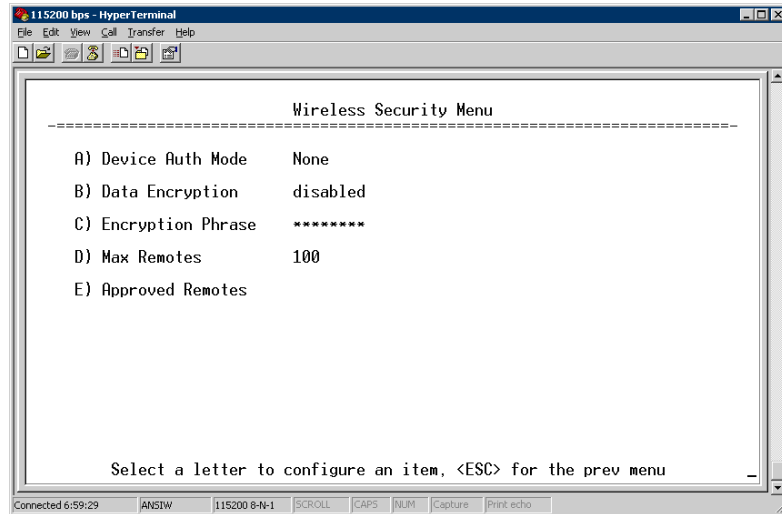 115200 bps - HyperTerminal
File Edit View Call Transfer Help
Wireless Security Menu
-==========================================================================-
A) Device Auth Mode None
B) Data Encryption disabled
C) Encryption Phrase ********
D) Max Remotes 100
E) Approved Remotes
Select a letter to configure an item, <ESC> for the prev menu _
Connected 6:59:29 ANSIW 115200 8-N-1 SCROLL CAPS NUM Capture Print echo